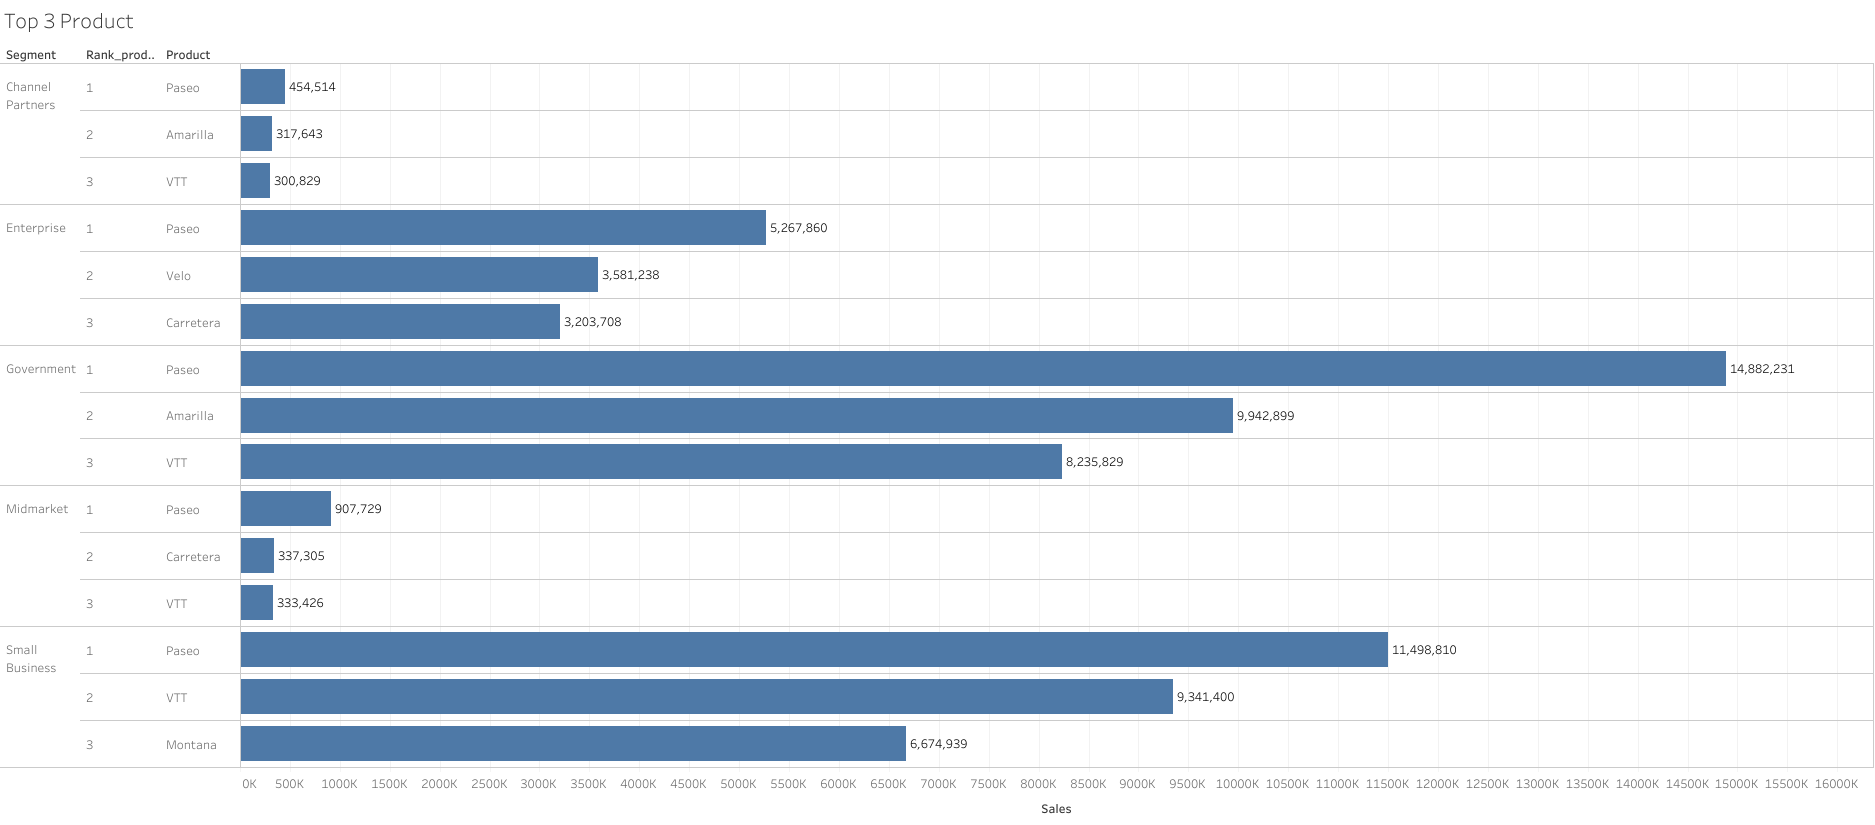 Top 3 Product
Segment Rank_prod.. Product
Channel Partners 1 Paseo 454,514
2 Amarilla 317,643
3 VTT 300,829
Enterprise 1 Paseo 5,267,860
2 Velo 3,581,238
3 Carretera 3,203,708
Government 1 Paseo 14,882,231
2 Amarilla 9,942,899
3 VTT 8,235,829
Midmarket 1 Paseo 907,729
2 Carretera 337,305
3 VTT 333,426
Small Business 1 Paseo 11,498,810
2 VTT 9,341,400
3 Montana 6,674,939
0K 500K 1000K 1500K 2000K 2500K 3000K 3500K 4000K 4500K 5000K 5500K 6000K 6500K 7000K 7500K 8000K 8500K 9000K 9500K 10000K 10500K 11000K 11500K 12000K 12500K 13000K 13500K 14000K 14500K 15000K 15500K 16000K
Sales